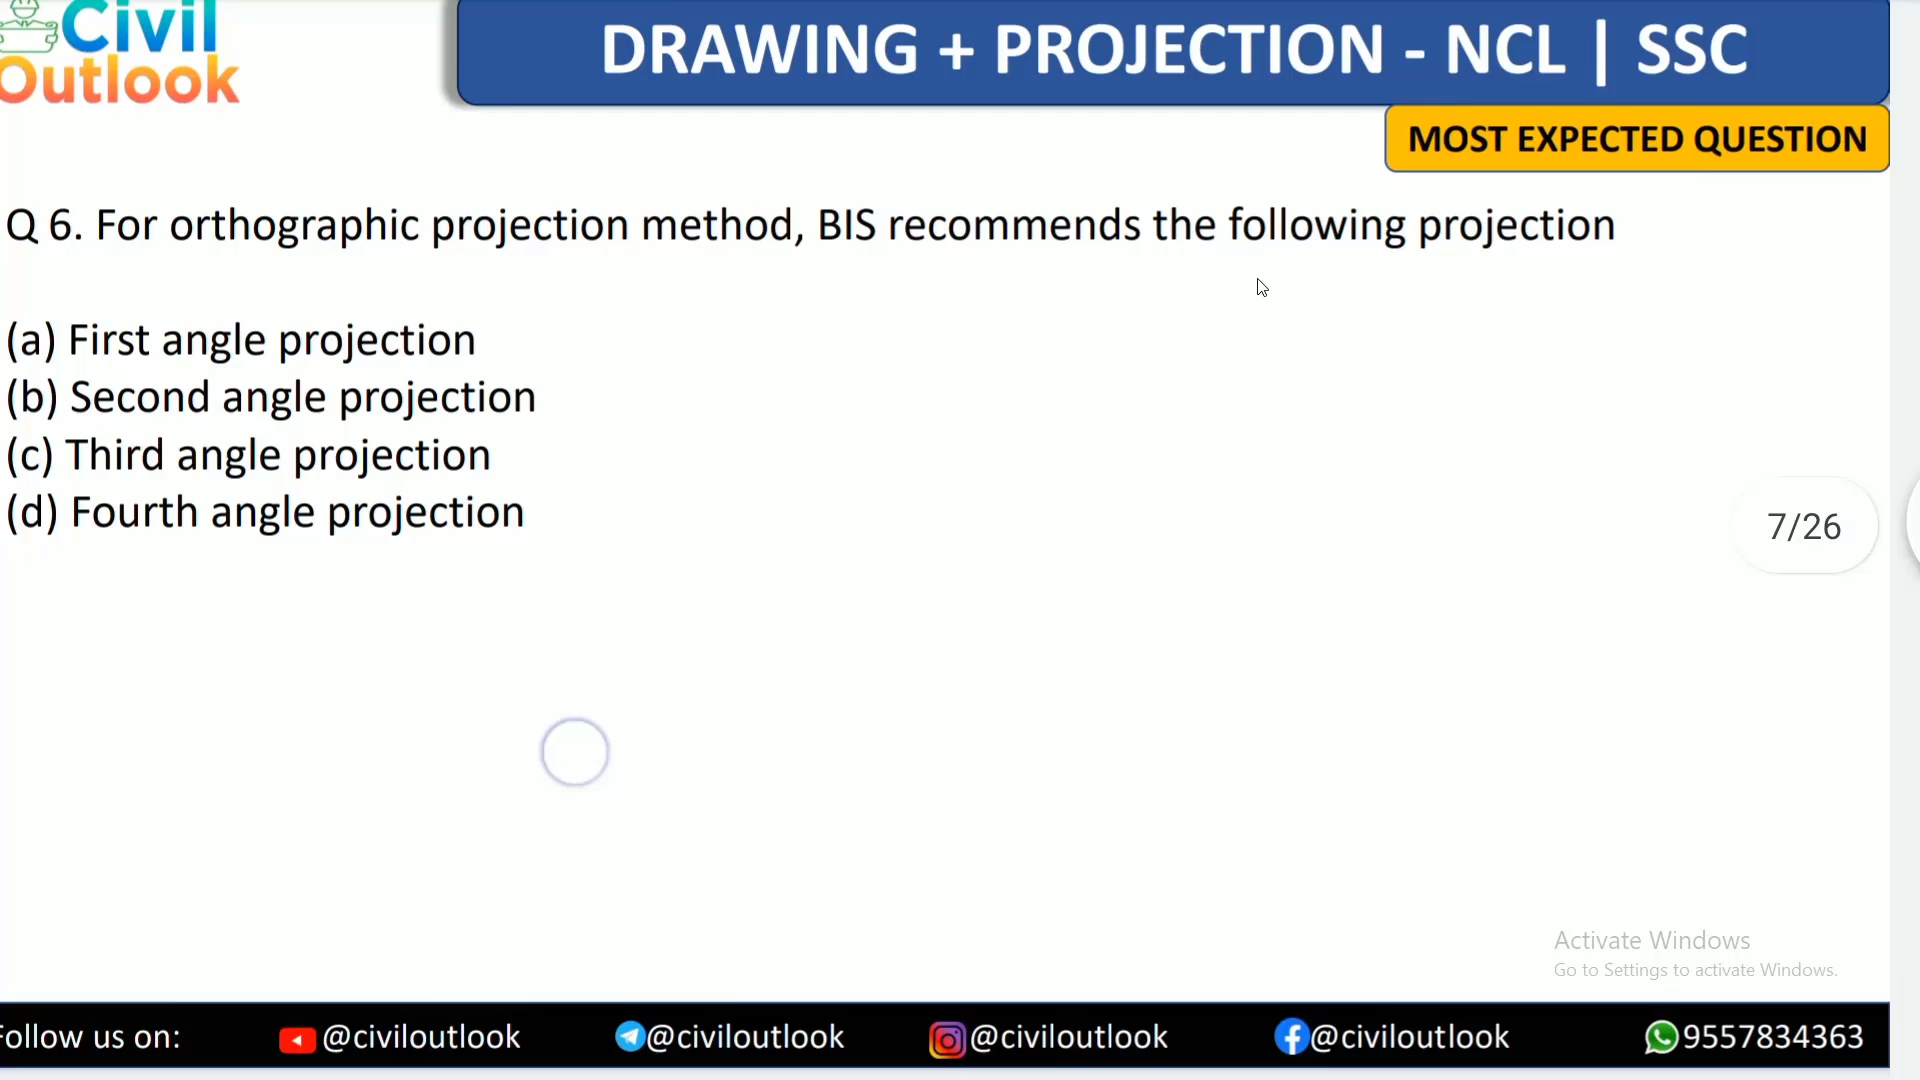 Civil
Outlook
DRAWING + PROJECTION - NCL | SSC
MOST EXPECTED QUESTION
Q 6. For orthographic projection method, BIS recommends the following projection
(a) First angle projection
(b) Second angle projection
(c) Third angle projection
(d) Fourth angle projection
7/26
Activate Windows
Go to Settings to activate Windows.
Follow us on: @civiloutlook @civiloutlook @civiloutlook @civiloutlook 9557834363